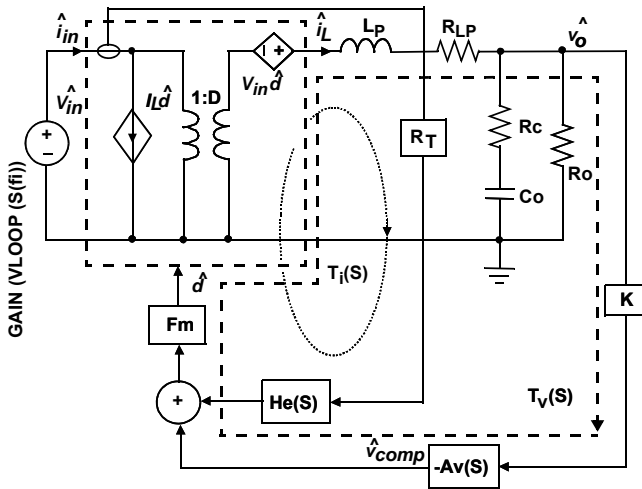 î_in
î_L
L_P
R_LP
v̂_o
V̂_in
I_L d̂
1:D
V_in d̂
R_T
Rc
Ro
Co
GAIN (VLOOP (S(fi))
+
−
T_i(S)
d̂
K
Fm
+
He(S)
T_v(S)
v̂_comp
-Av(S)